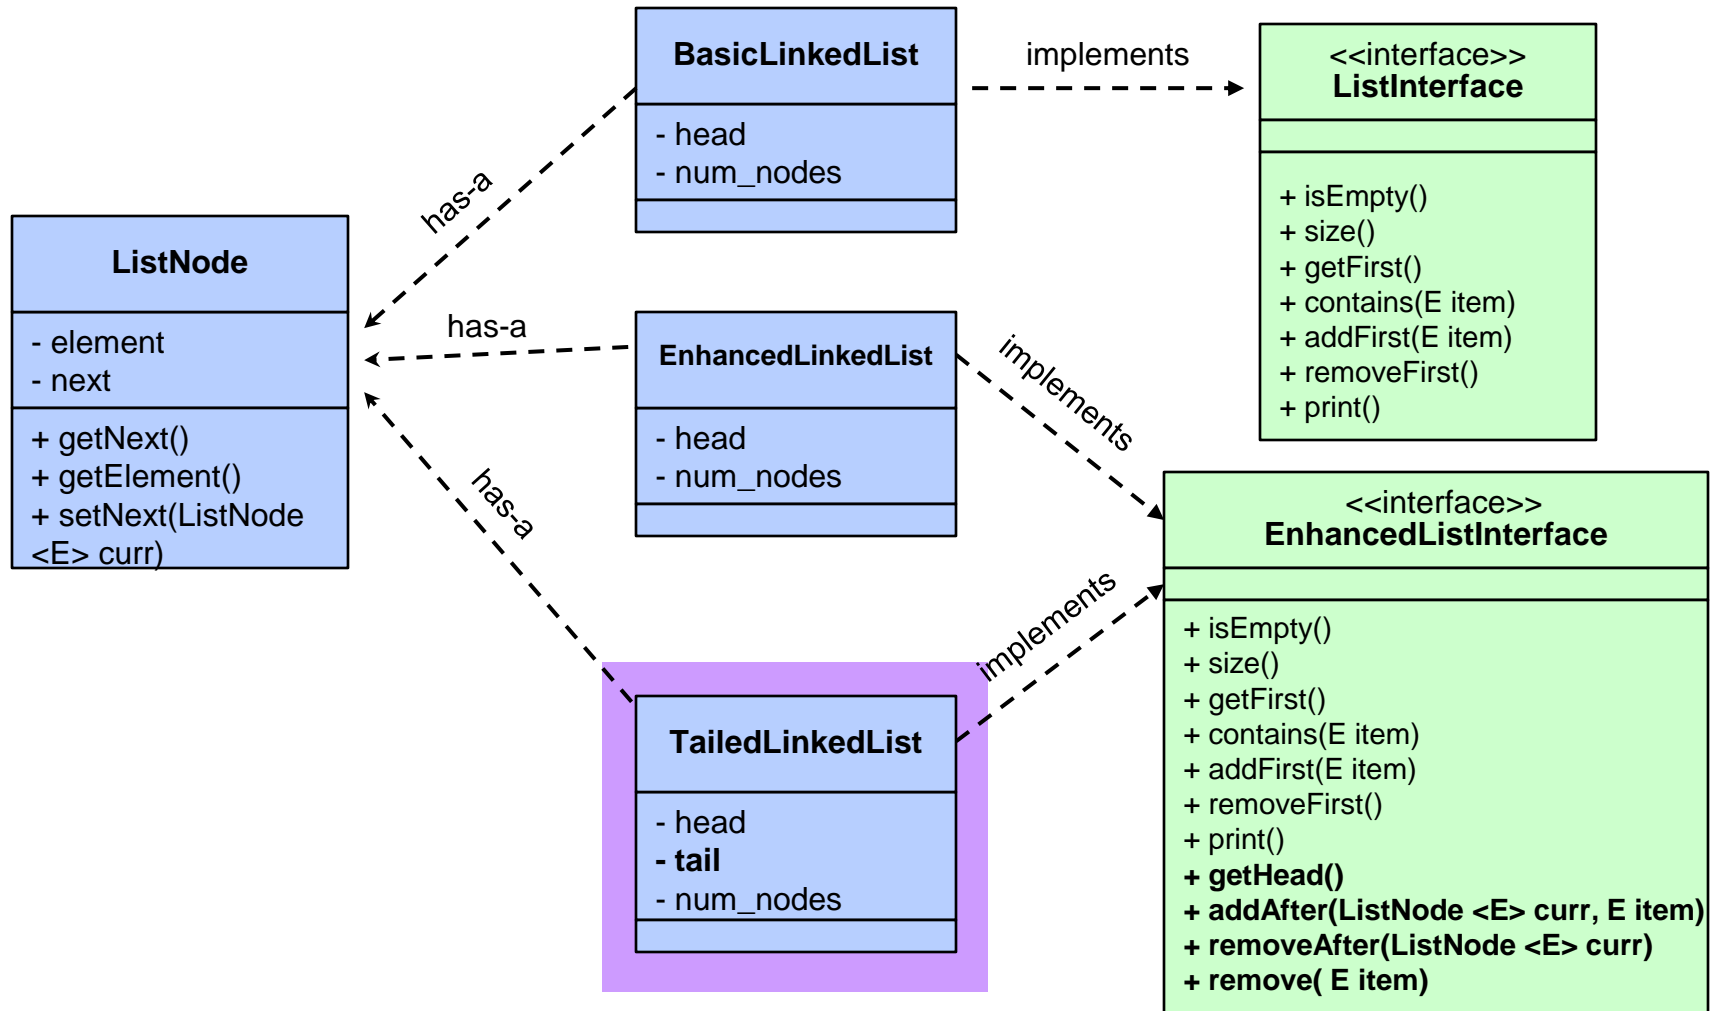 BasicLinkedList
- head
- num_nodes
implements
<<interface>>
ListInterface
+ isEmpty()
+ size()
+ getFirst()
+ contains(E item)
+ addFirst(E item)
+ removeFirst()
+ print()
has-a
ListNode
- element
- next
+ getNext()
+ getElement()
+ setNext(ListNode
<E> curr)
has-a
EnhancedLinkedList
- head
- num_nodes
implements
has-a
<<interface>>
EnhancedListInterface
+ isEmpty()
+ size()
+ getFirst()
+ contains(E item)
+ addFirst(E item)
+ removeFirst()
+ print()
+ getHead()
+ addAfter(ListNode <E> curr, E item)
+ removeAfter(ListNode <E> curr)
+ remove( E item)
implements
TailedLinkedList
- head
- tail
- num_nodes